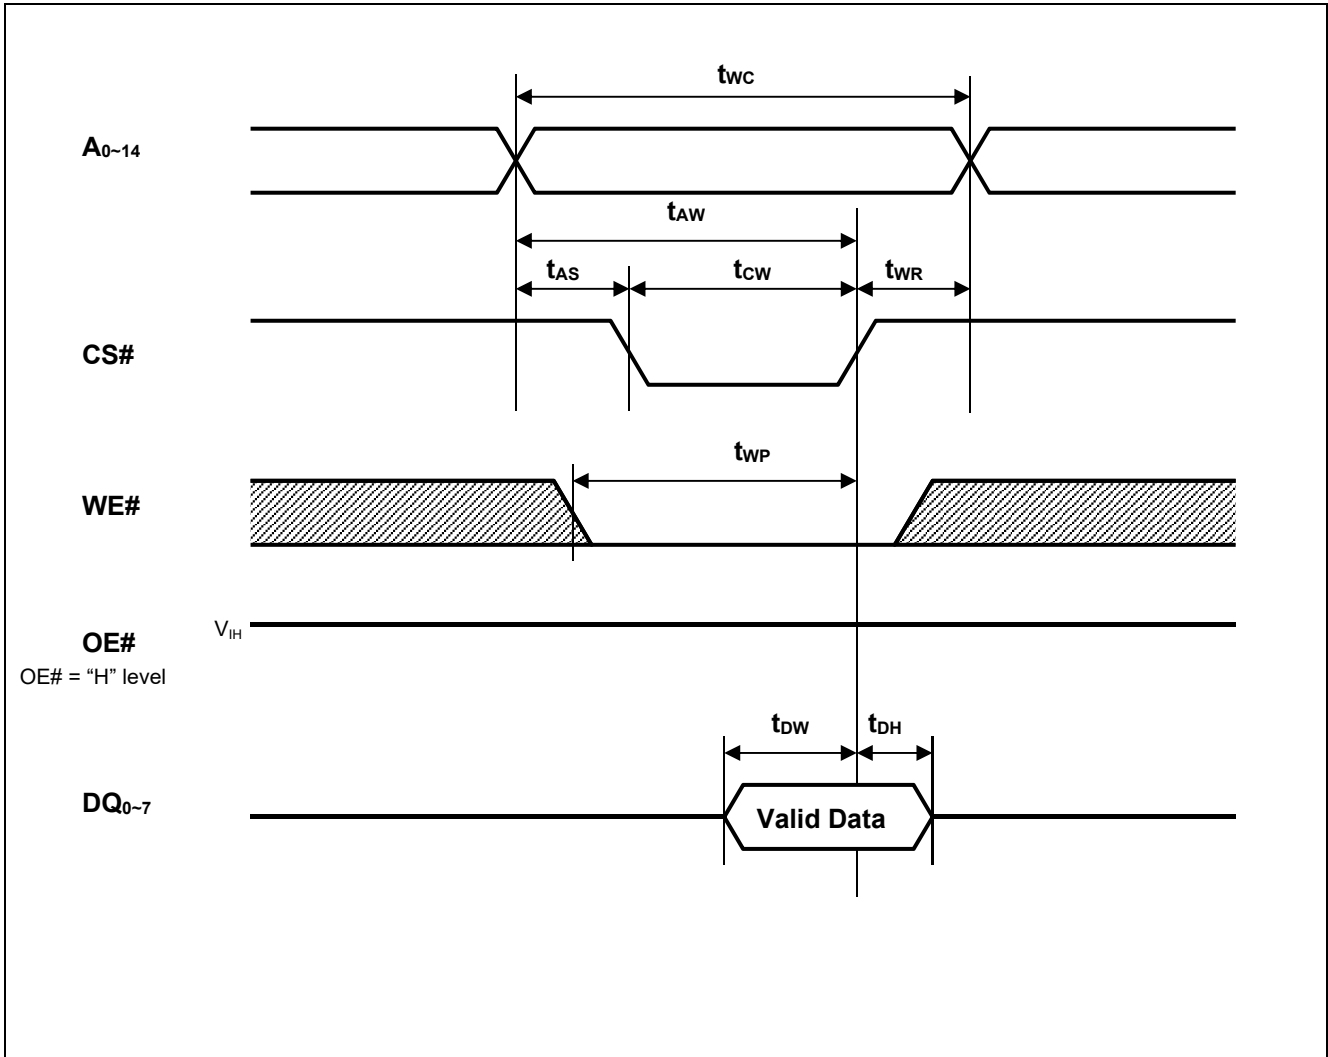 tWC
A0~14
tAW
tAS tCW tWR
CS#
tWP
WE#
VIH
OE#
OE# = “H” level
tDW tDH
DQ0~7
Valid Data